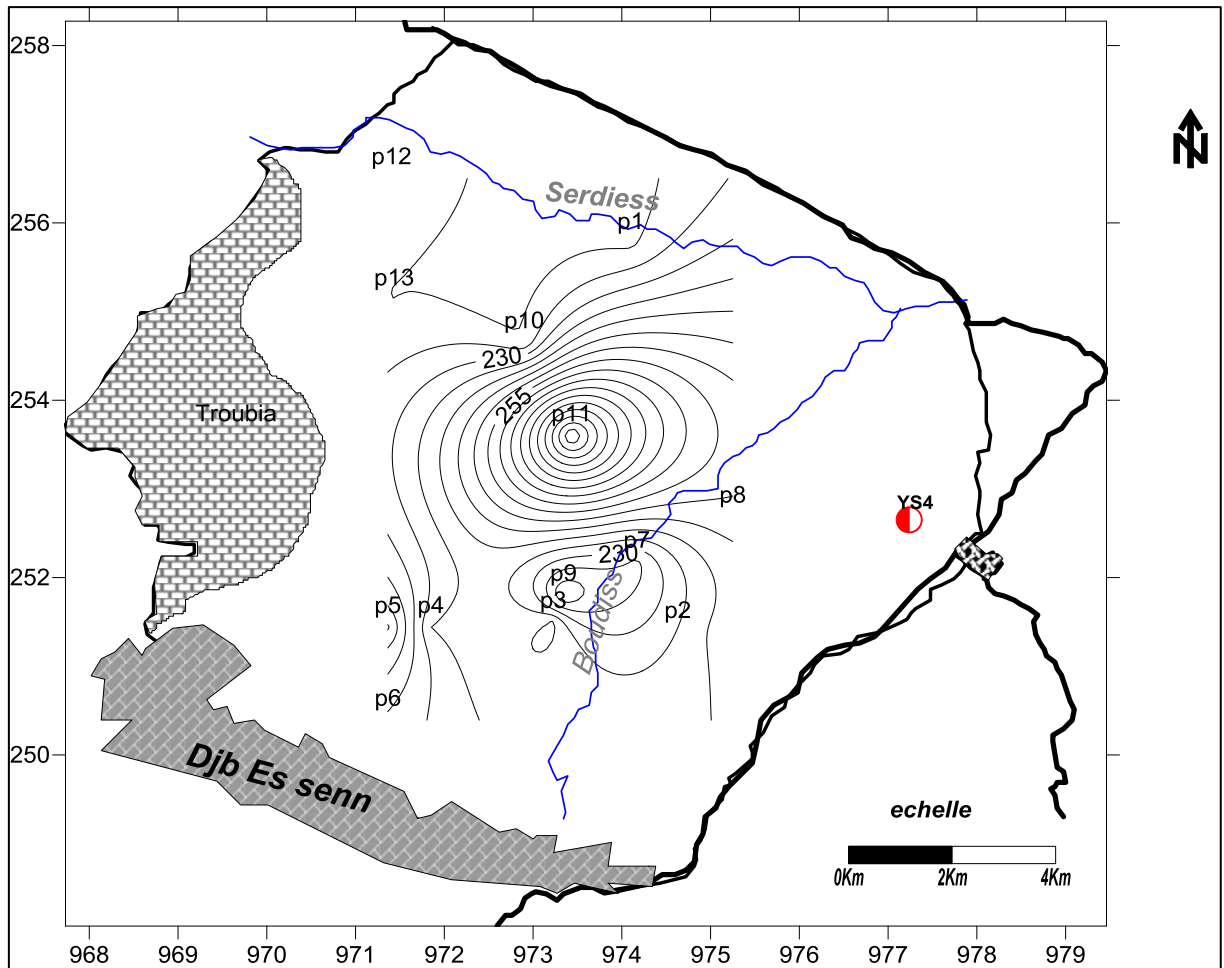 258
N
p12
Serdiess
256
p1
p13
p10
230
254
255
Troubia
p11
p8
YS4
p7
230
252
p9
p5
p4
p3
p2
Boudiss
p6
250
Djb Es senn
echelle
0Km 2Km 4Km
968 969 970 971 972 973 974 975 976 977 978 979